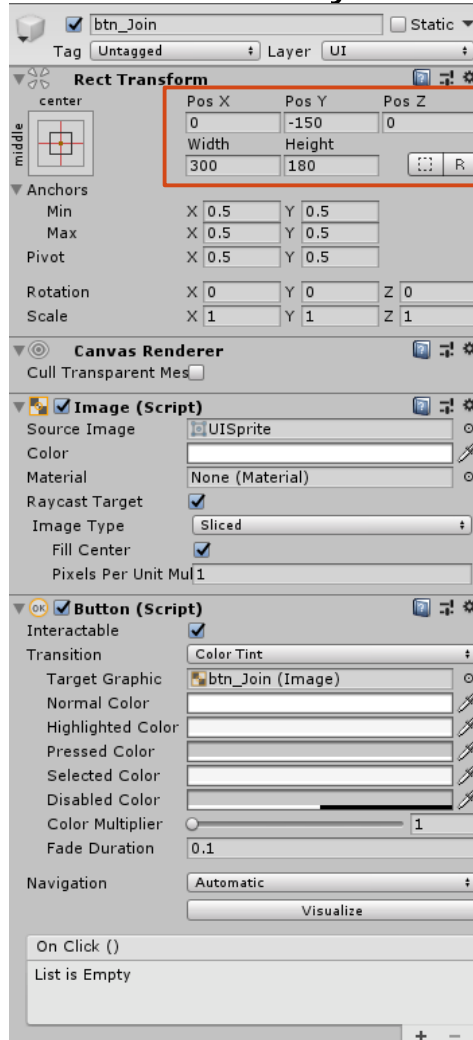 btn_Join Static
Tag Untagged Layer UI
Rect Transform
center Pos X Pos Y Pos Z
middle 0 -150 0
Width Height
300 180 R
Anchors
Min X 0.5 Y 0.5
Max X 0.5 Y 0.5
Pivot X 0.5 Y 0.5
Rotation X 0 Y 0 Z 0
Scale X 1 Y 1 Z 1
Canvas Renderer
Cull Transparent Mes
Image (Script)
Source Image UISprite
Color
Material None (Material)
Raycast Target
Image Type Sliced
Fill Center
Pixels Per Unit Mul 1
OK Button (Script)
Interactable
Transition Color Tint
Target Graphic btn_Join (Image)
Normal Color
Highlighted Color
Pressed Color
Selected Color
Disabled Color
Color Multiplier 1
Fade Duration 0.1
Navigation Automatic
Visualize
On Click ()
List is Empty
+ −